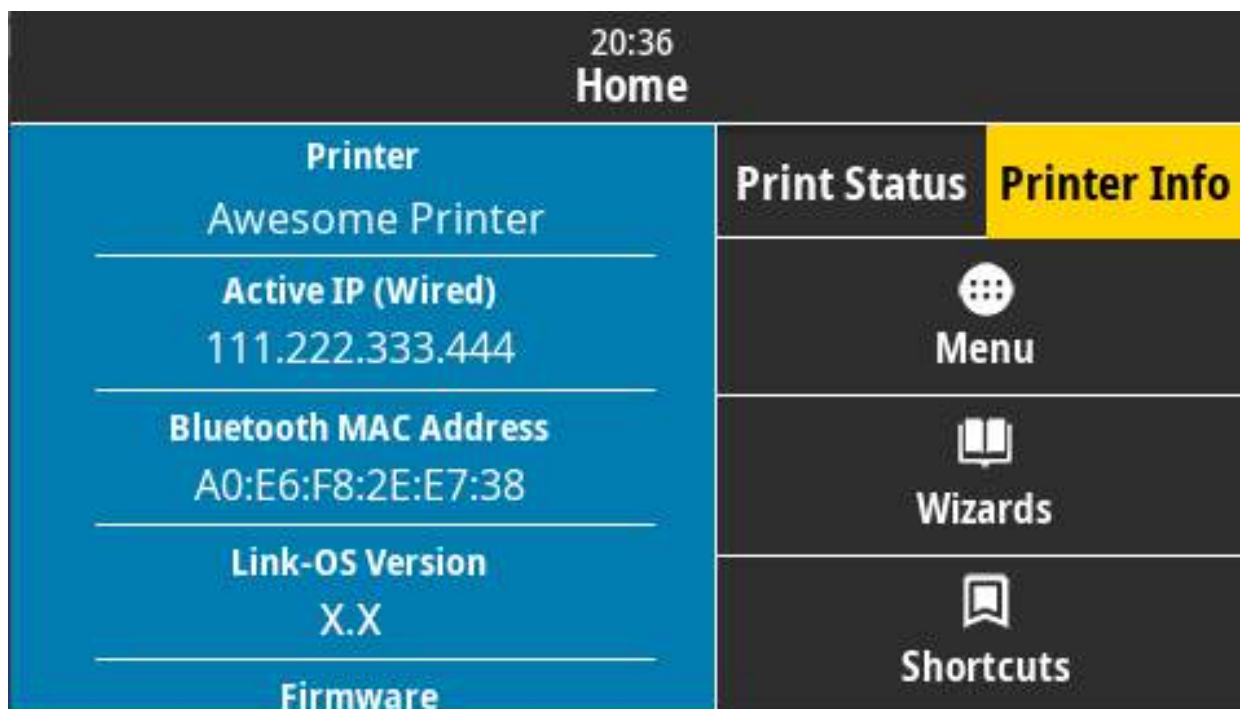 20:36
Home
Printer
Awesome Printer
Active IP (Wired)
111.222.333.444
Bluetooth MAC Address
A0:E6:F8:2E:E7:38
Link-OS Version
X.X
Firmware
Print Status
Printer Info
Menu
Wizards
Shortcuts